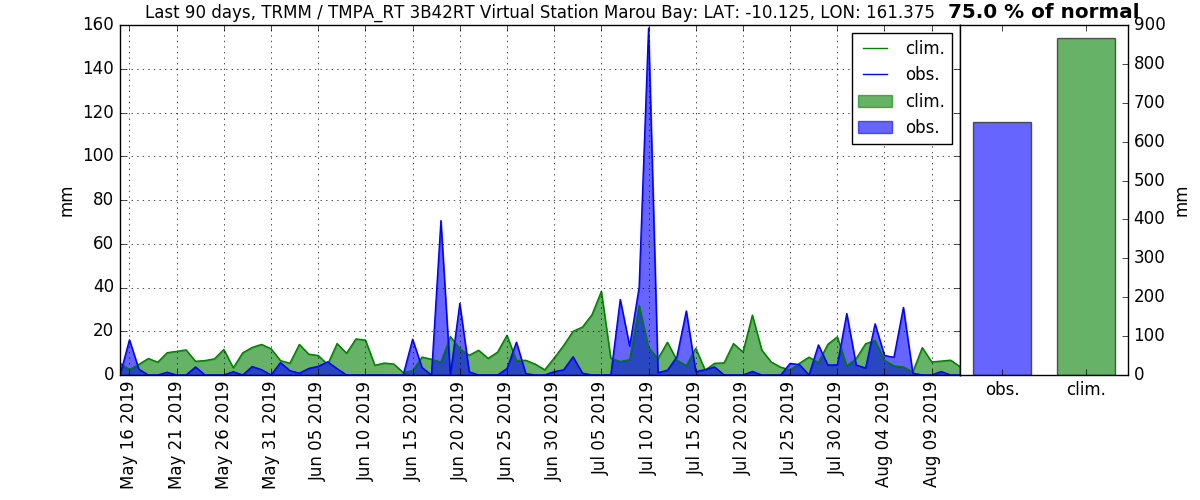 Last 90 days, TRMM / TMPA_RT 3B42RT Virtual Station Marou Bay: LAT: -10.125, LON: 161.375
75.0 % of normal
160
140
120
100
80
60
40
20
0
mm
clim.
obs.
clim.
obs.
May 16 2019
May 21 2019
May 26 2019
May 31 2019
Jun 05 2019
Jun 10 2019
Jun 15 2019
Jun 20 2019
Jun 25 2019
Jun 30 2019
Jul 05 2019
Jul 10 2019
Jul 15 2019
Jul 20 2019
Jul 25 2019
Jul 30 2019
Aug 04 2019
Aug 09 2019
900
800
700
600
500
400
300
200
100
0
mm
obs.
clim.